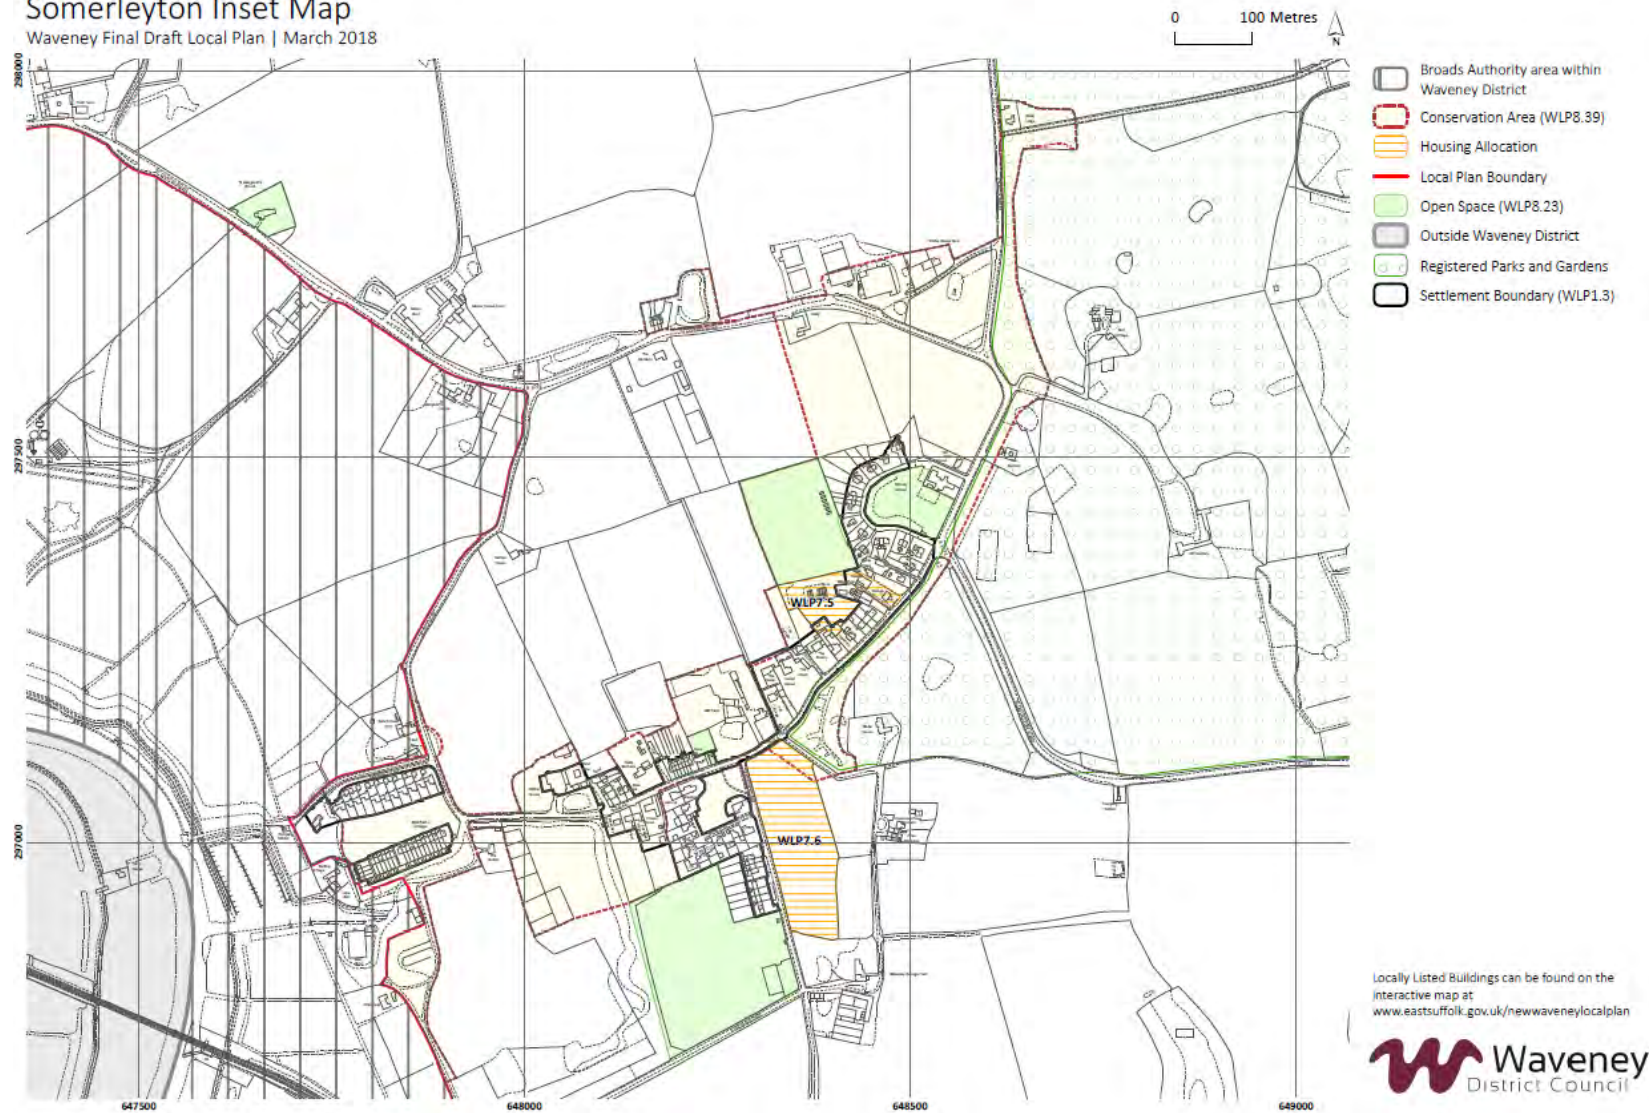 Somerleyton Inset Map
Waveney Final Draft Local Plan | March 2018
0 100 Metres
N
Broads Authority area within
Waveney District
Conservation Area (WLP8.39)
Housing Allocation
Local Plan Boundary
Open Space (WLP8.23)
Outside Waveney District
Registered Parks and Gardens
Settlement Boundary (WLP1.3)
298000
297500
297000
WLP7.5
WLP7.6
647500
648000
648500
649000
Locally Listed Buildings can be found on the
interactive map at
www.eastsuffolk.gov.uk/newwaveneylocalplan
Waveney
District Council